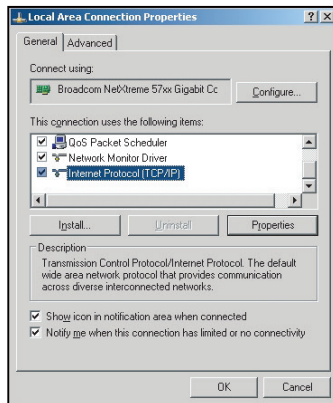 Local Area Connection Properties
General Advanced
Connect using:
Broadcom NetXtreme 57xx Gigabit Cc
Configure...
This connection uses the following items:
QoS Packet Scheduler
Network Monitor Driver
Internet Protocol (TCP/IP)
Install... Uninstall Properties
Description
Transmission Control Protocol/Internet Protocol. The default
wide area network protocol that provides communication
across diverse interconnected networks.
Show icon in notification area when connected
Notify me when this connection has limited or no connectivity
OK Cancel